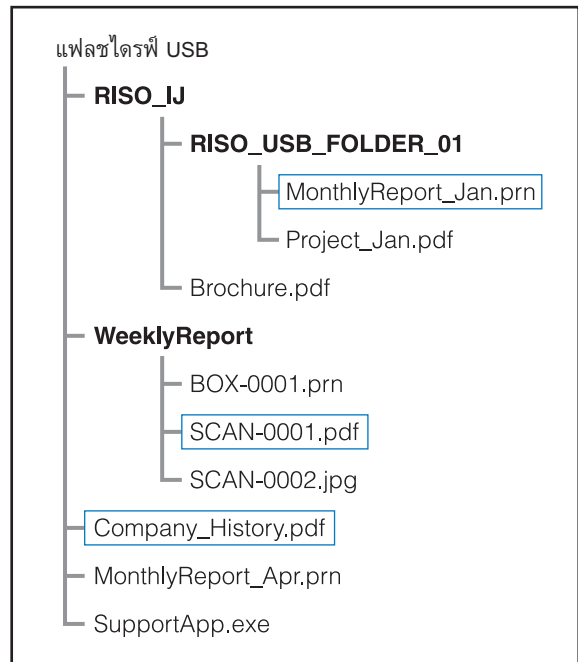 แฟลชไดรฟ์ USB
RISO_IJ
RISO_USB_FOLDER_01
MonthlyReport_Jan.prn
Project_Jan.pdf
Brochure.pdf
WeeklyReport
BOX-0001.prn
SCAN-0001.pdf
SCAN-0002.jpg
Company_History.pdf
MonthlyReport_Apr.prn
SupportApp.exe